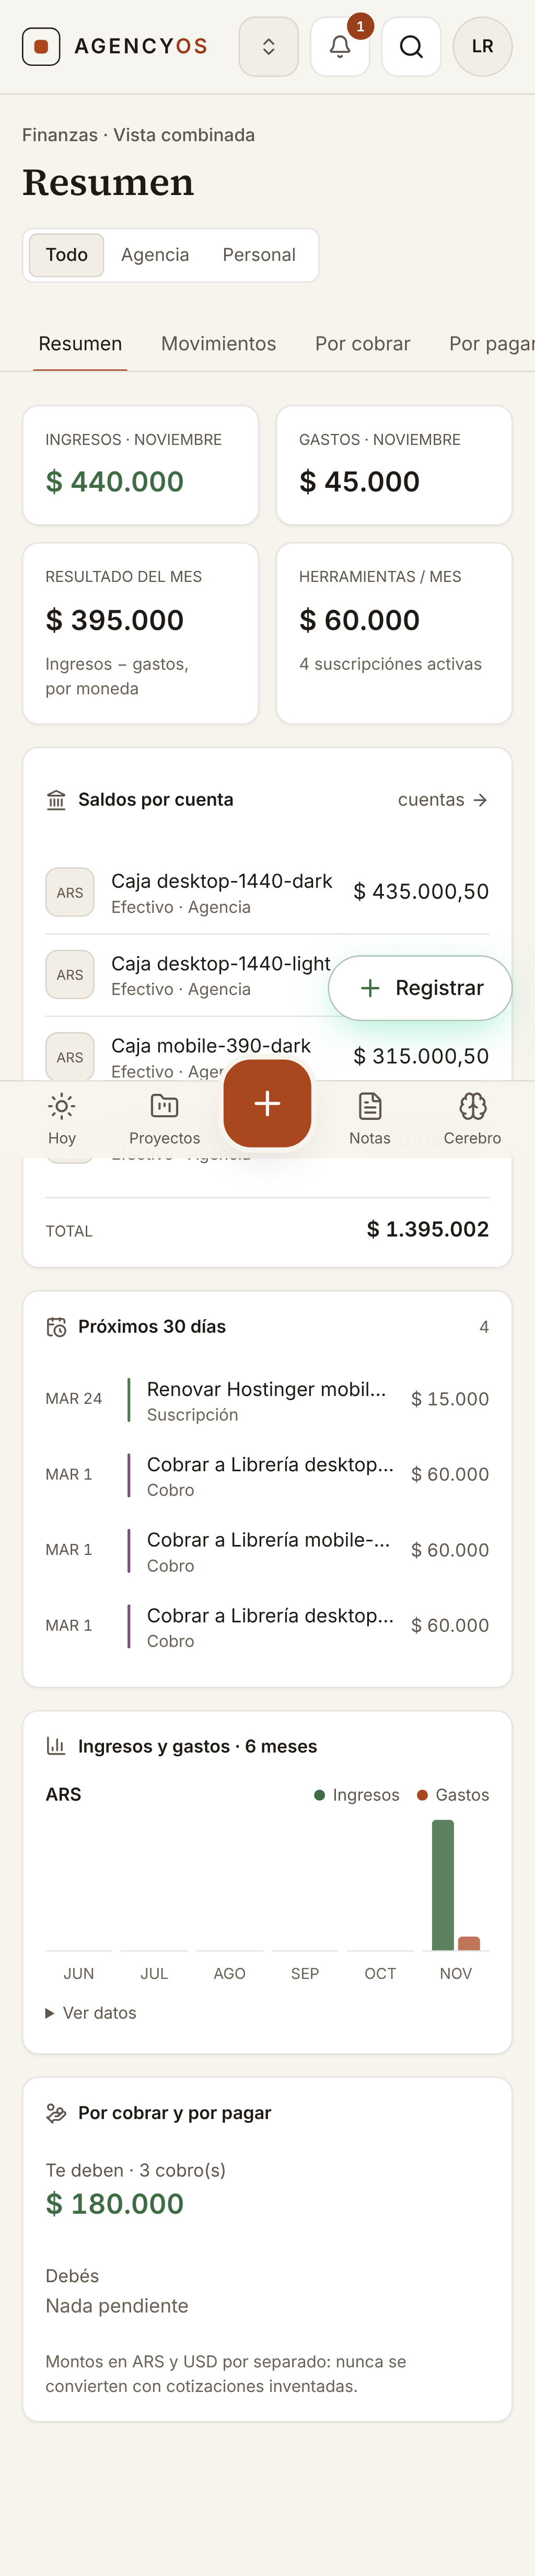 AGENCYOS
1
LR
Finanzas · Vista combinada
Resumen
Todo
Agencia
Personal
Resumen
Movimientos
Por cobrar
Por pagar
INGRESOS · NOVIEMBRE
$ 440.000
GASTOS · NOVIEMBRE
$ 45.000
RESULTADO DEL MES
$ 395.000
Ingresos − gastos,
por moneda
HERRAMIENTAS / MES
$ 60.000
4 suscripciónes activas
Saldos por cuenta
cuentas →
ARS
Caja desktop-1440-dark
Efectivo · Agencia
$ 435.000,50
ARS
Caja desktop-1440-light
Efectivo · Agencia
Registrar
ARS
Caja mobile-390-dark
Efectivo · Agencia
$ 315.000,50
Hoy
Proyectos
Notas
Cerebro
Efectivo · Agencia
TOTAL
$ 1.395.002
Próximos 30 días
4
MAR 24
Renovar Hostinger mobil...
Suscripción
$ 15.000
MAR 1
Cobrar a Librería desktop...
Cobro
$ 60.000
MAR 1
Cobrar a Librería mobile-...
Cobro
$ 60.000
MAR 1
Cobrar a Librería desktop...
Cobro
$ 60.000
Ingresos y gastos · 6 meses
ARS
Ingresos
Gastos
JUN
JUL
AGO
SEP
OCT
NOV
Ver datos
Por cobrar y por pagar
Te deben · 3 cobro(s)
$ 180.000
Debés
Nada pendiente
Montos en ARS y USD por separado: nunca se
convierten con cotizaciones inventadas.